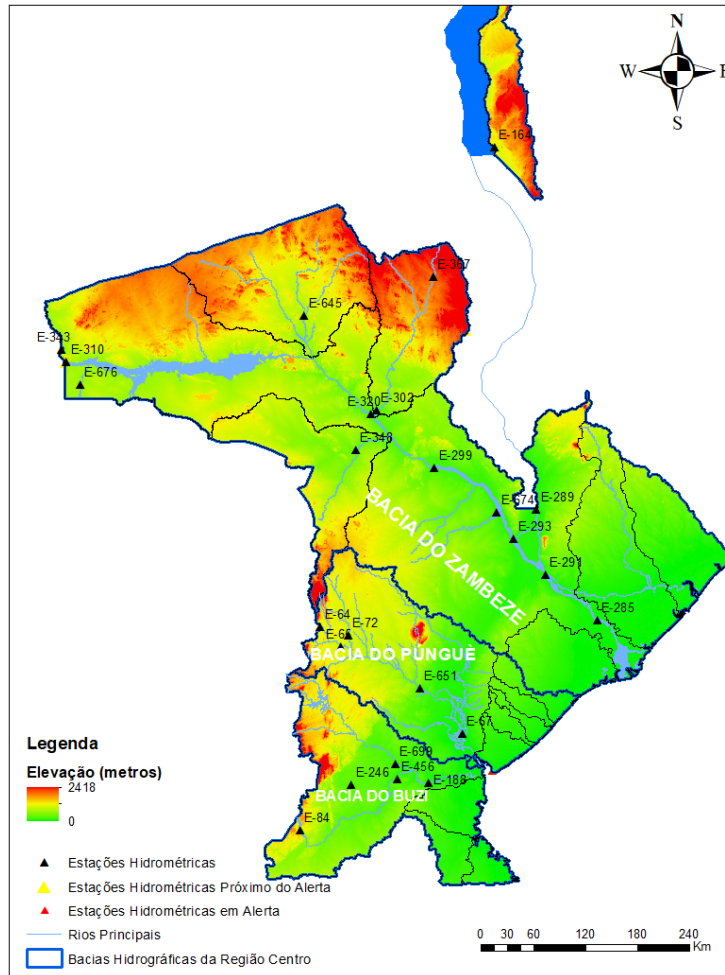 N
W
E
S
E-164
E-367
E-645
E-343
E-310
E-676
E-320
E-302
E-348
E-299
E-289
E-293
E-291
E-285
BACIA DO ZAMBEZE
E-64
E-72
BACIA DO PUNGUÈ
E-651
E-67
E-699
E-456
E-246
E-188
BACIA DO BUZI
E-84
Legenda
Elevação (metros)
2418
0
Estações Hidrométricas
Estações Hidrométricas Próximo do Alerta
Estações Hidrométricas em Alerta
Rios Principais
Bacias Hidrográficas da Região Centro
0 30 60 120 180 240
Km